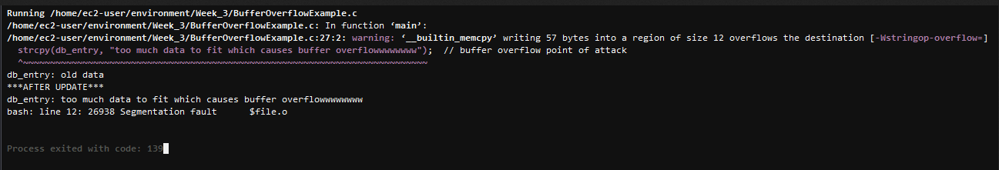 Running /home/ec2-user/environment/Week_3/BufferOverflowExample.c
/home/ec2-user/environment/Week_3/BufferOverflowExample.c: In function ‘main’:
/home/ec2-user/environment/Week_3/BufferOverflowExample.c:27:2: warning: ‘__builtin_memcpy’ writing 57 bytes into a region of size 12 overflows the destination [-Wstringop-overflow=]
  strcpy(db_entry, "too much data to fit which causes buffer overflowwwwwwwww");  // buffer overflow point of attack
  ^~~~~~~~~~~~~~~~~~~~~~~~~~~~~~~~~~~~~~~~~~~~~~~~~~~~~~~~~~~~~~~~~~~~~~~~~~~
db_entry: old data
***AFTER UPDATE***
db_entry: too much data to fit which causes buffer overflowwwwwwwww
bash: line 12: 26938 Segmentation fault      $file.o
Process exited with code: 139